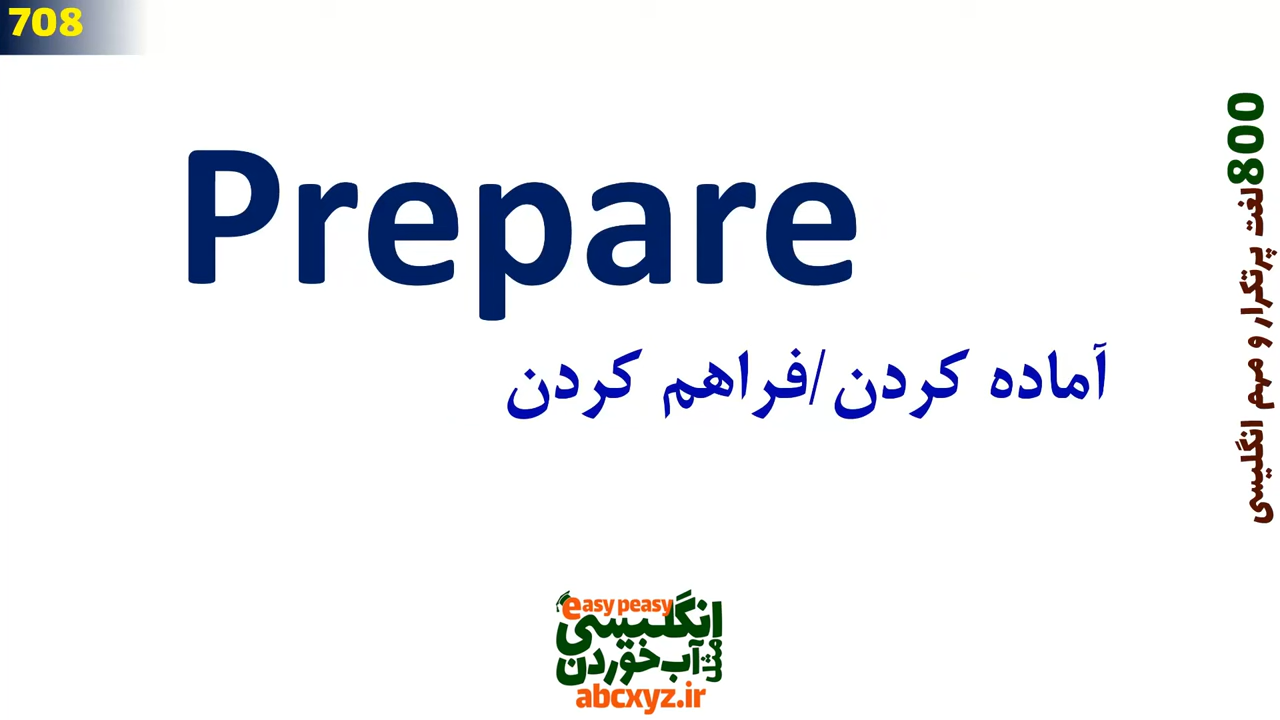 708
Prepare
آماده کردن/فراهم کردن
800 لغت پرتکرار و مهم انگلیسی
easy peasy
انگلیسی
مثل
آب خوردن
abcxyz.ir